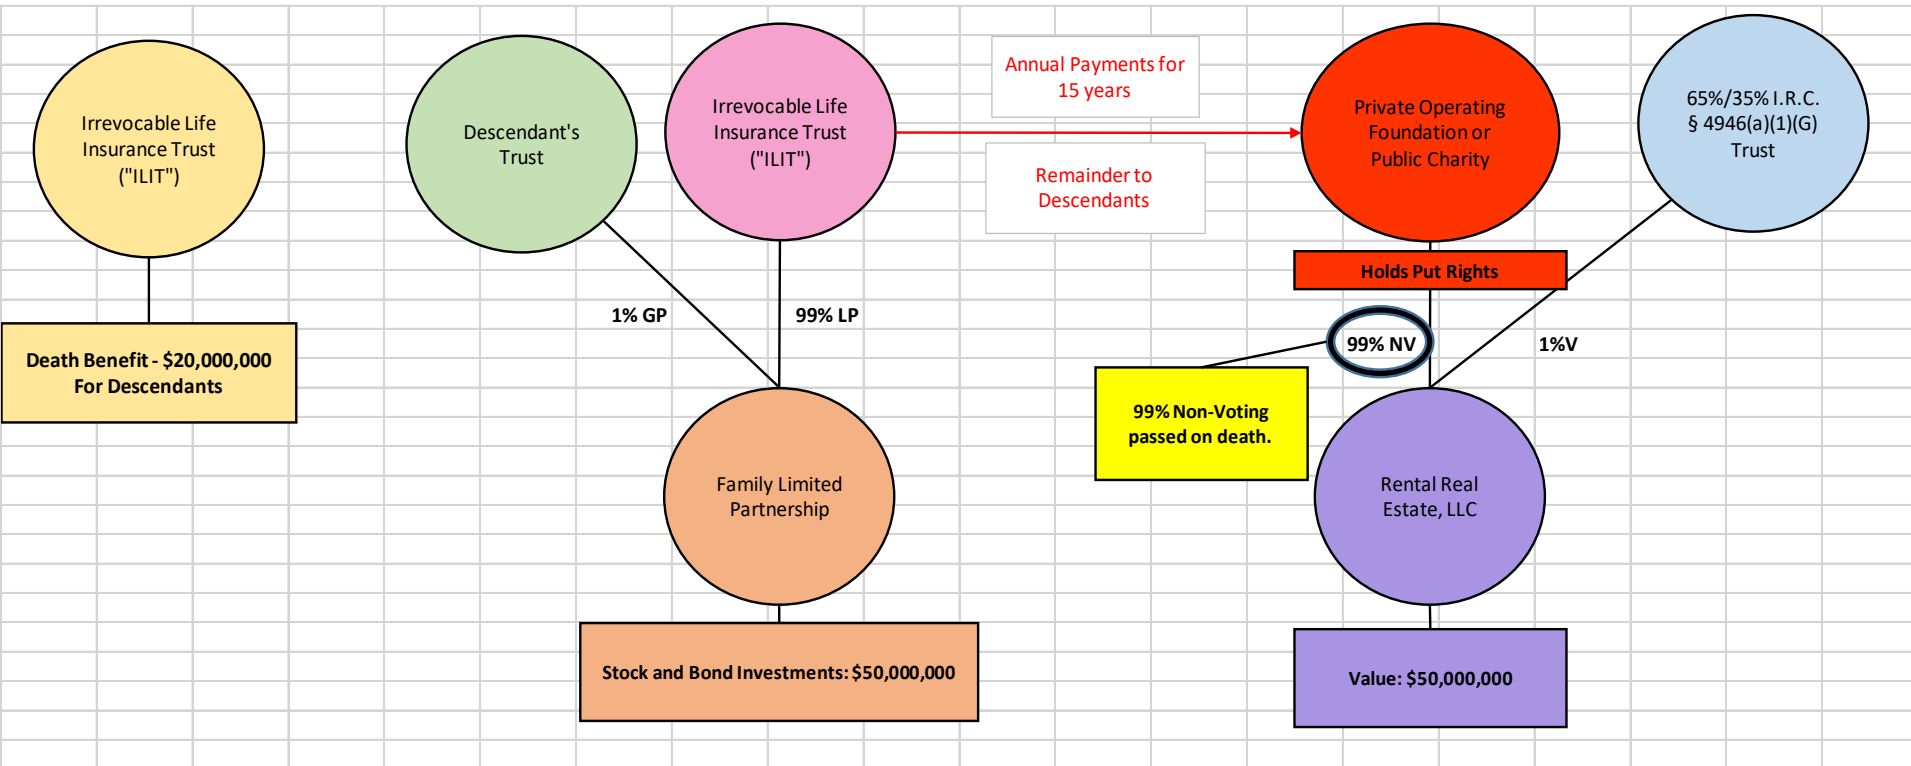 Irrevocable Life
Insurance Trust
("ILIT")
Death Benefit - $20,000,000
For Descendants
Descendant's
Trust
Irrevocable Life
Insurance Trust
("ILIT")
Annual Payments for
15 years
Remainder to
Descendants
Private Operating
Foundation or
Public Charity
65%/35% I.R.C.
§ 4946(a)(1)(G)
Trust
Holds Put Rights
1% GP
99% LP
99% NV
1%V
99% Non-Voting
passed on death.
Family Limited
Partnership
Rental Real
Estate, LLC
Stock and Bond Investments: $50,000,000
Value: $50,000,000